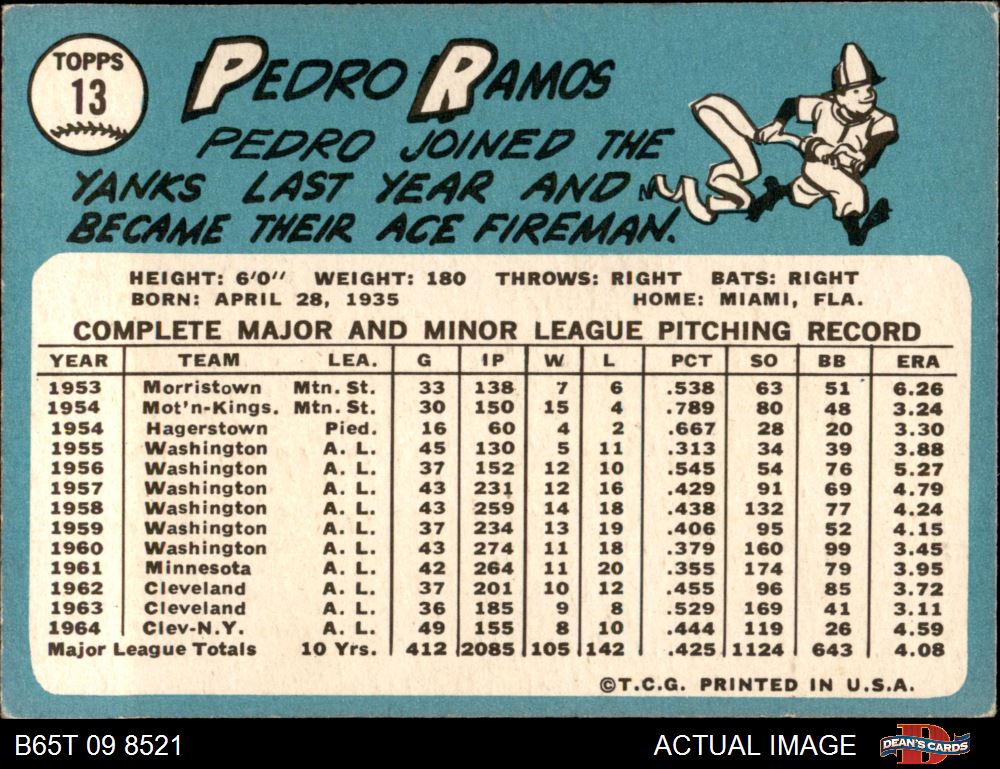 TOPPS
13
PEDRO RAMOS
PEDRO JOINED THE
YANKS LAST YEAR AND
BECAME THEIR ACE FIREMAN.
HEIGHT: 6'0" WEIGHT: 180 THROWS: RIGHT BATS: RIGHT
BORN: APRIL 28, 1935 HOME: MIAMI, FLA.
COMPLETE MAJOR AND MINOR LEAGUE PITCHING RECORD
YEAR TEAM LEA. G IP W L PCT SO BB ERA
1953 Morristown Mtn. St. 33 138 7 6 .538 63 51 6.26
1954 Mot'n-Kings. Mtn. St. 30 150 15 4 .789 80 48 3.24
1954 Hagerstown Pied. 16 60 4 2 .667 28 20 3.30
1955 Washington A. L. 45 130 5 11 .313 34 39 3.88
1956 Washington A. L. 37 152 12 10 .545 54 76 5.27
1957 Washington A. L. 43 231 12 16 .429 91 69 4.79
1958 Washington A. L. 43 259 14 18 .438 132 77 4.24
1959 Washington A. L. 37 234 13 19 .406 95 52 4.15
1960 Washington A. L. 43 274 11 18 .379 160 99 3.45
1961 Minnesota A. L. 42 264 11 20 .355 174 79 3.95
1962 Cleveland A. L. 37 201 10 12 .455 96 85 3.72
1963 Cleveland A. L. 36 185 9 8 .529 169 41 3.11
1964 Clev-N.Y. A. L. 49 155 8 10 .444 119 26 4.59
Major League Totals 10 Yrs. 412 2085 105 142 .425 1124 643 4.08
©T.C.G. PRINTED IN U.S.A.
B65T 09 8521 ACTUAL IMAGE DEAN'S CARDS